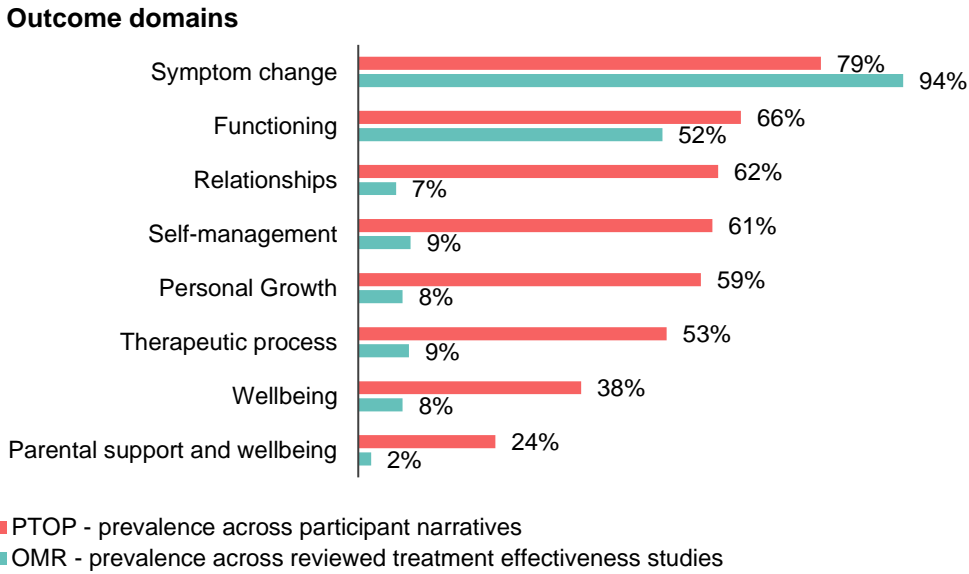 Outcome domains
Symptom change
79%
94%
Functioning
66%
52%
Relationships
62%
7%
Self-management
61%
9%
Personal Growth
59%
8%
Therapeutic process
53%
9%
Wellbeing
38%
8%
Parental support and wellbeing
24%
2%
PTOP - prevalence across participant narratives
OMR - prevalence across reviewed treatment effectiveness studies